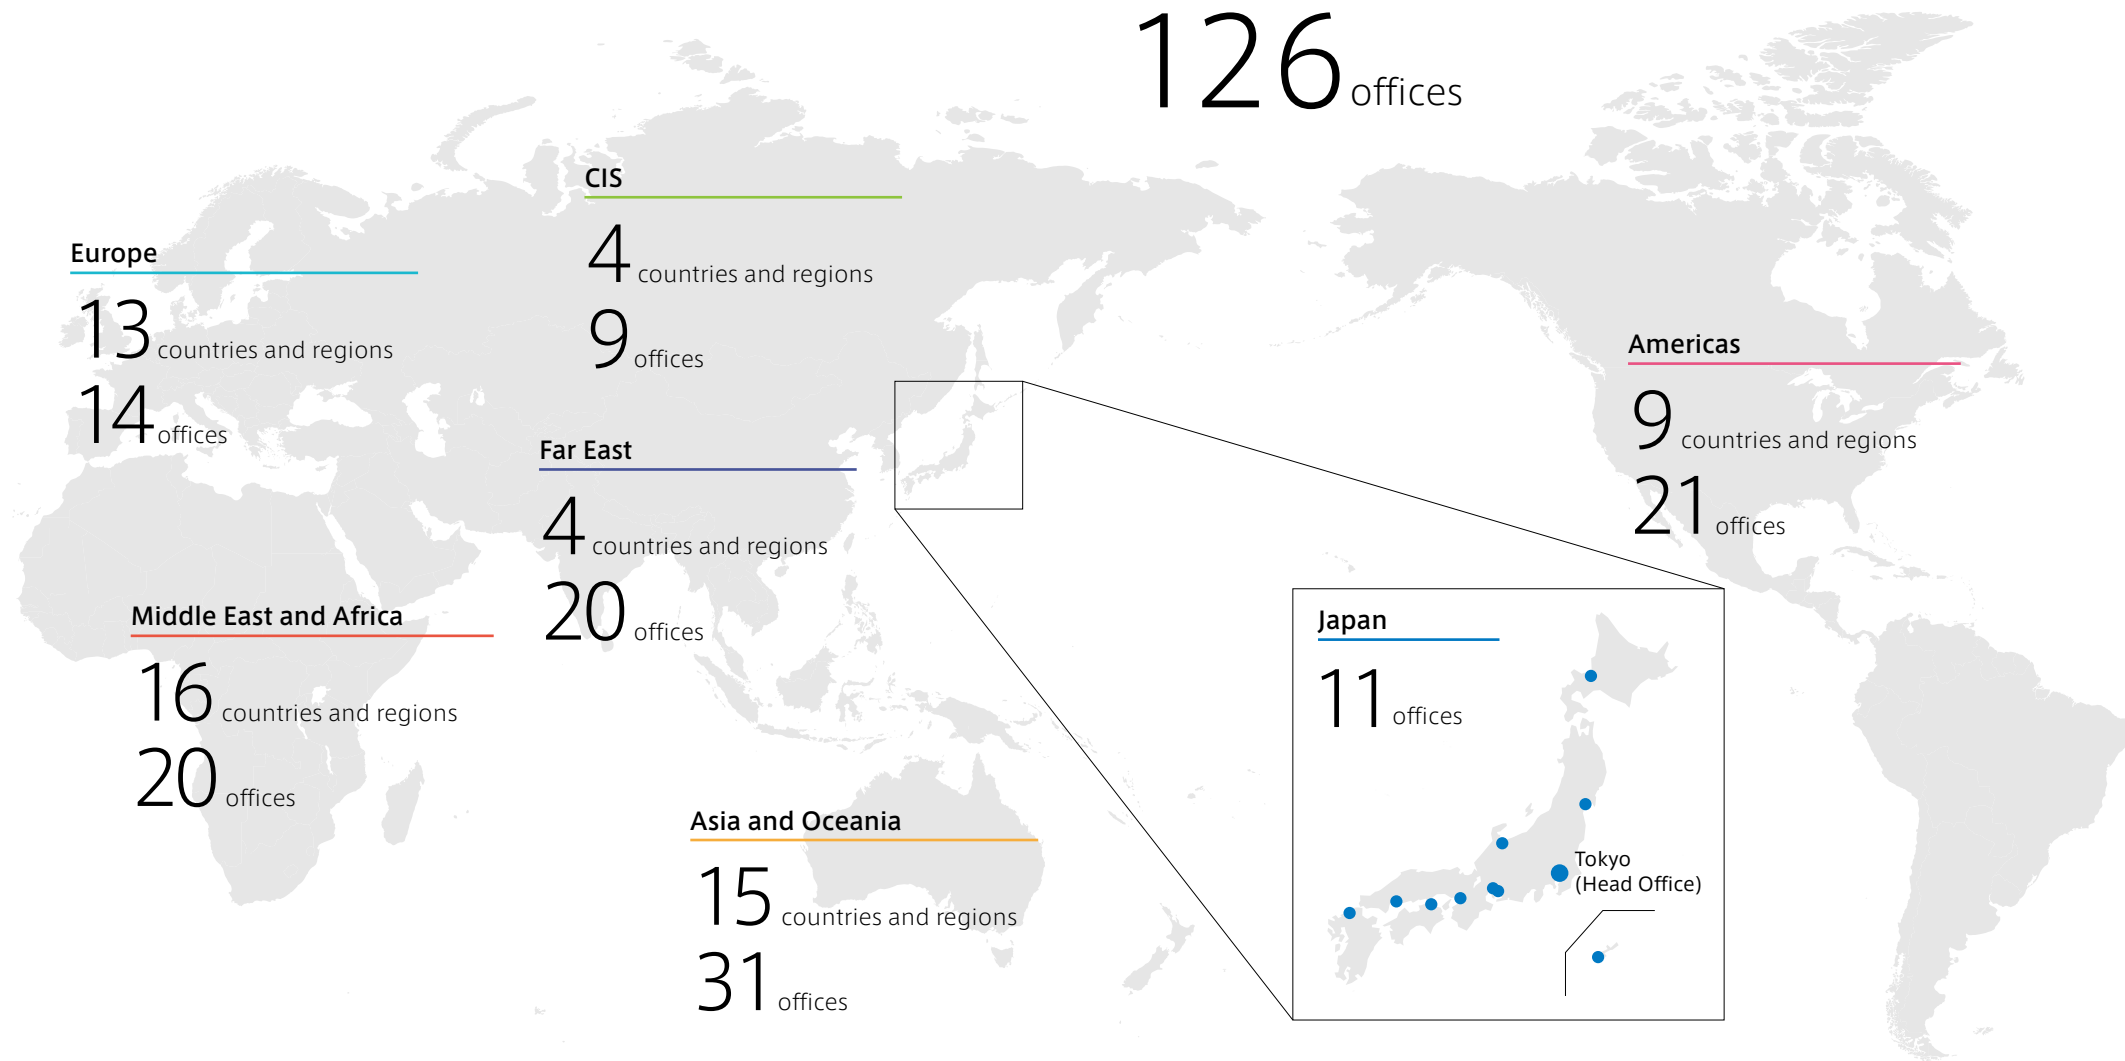 126 offices
CIS
4 countries and regions
9 offices
Europe
13 countries and regions
14 offices
Americas
9 countries and regions
21 offices
Far East
4 countries and regions
20 offices
Middle East and Africa
16 countries and regions
20 offices
Japan
11 offices
Tokyo
(Head Office)
Asia and Oceania
15 countries and regions
31 offices